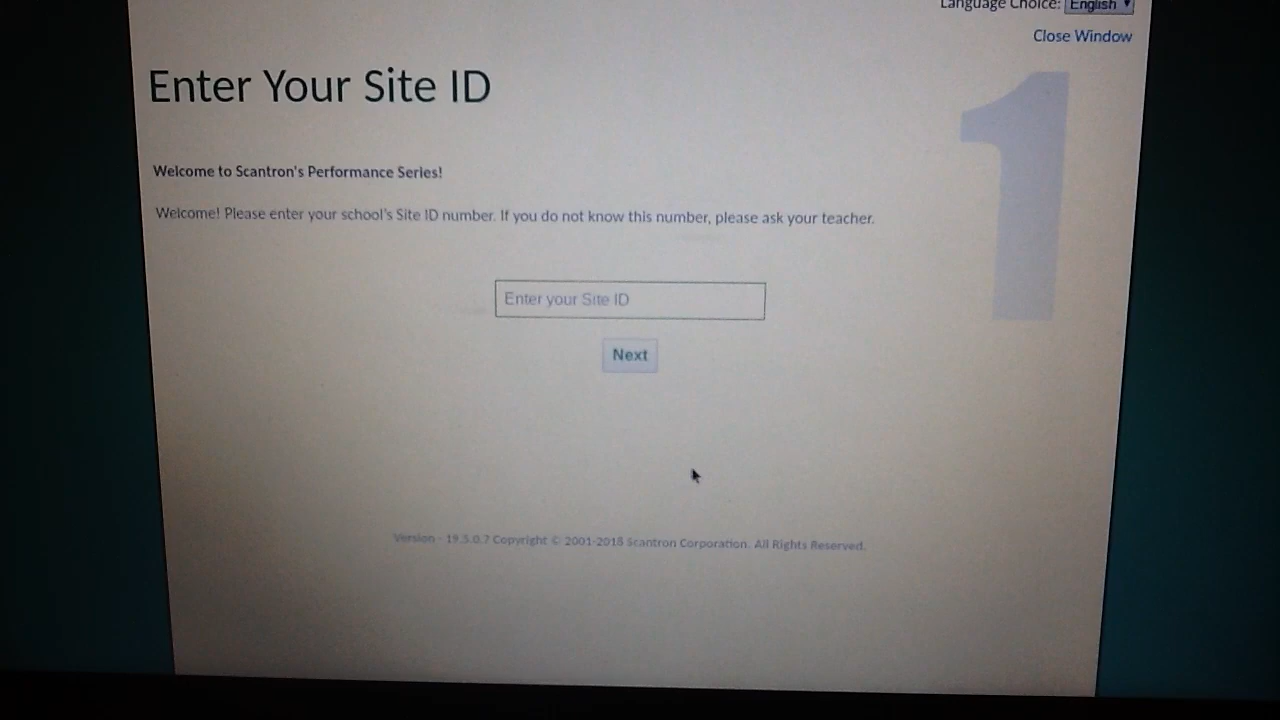 Language Choice: English
Close Window
Enter Your Site ID
1
Welcome to Scantron's Performance Series!
Welcome! Please enter your school's Site ID number. If you do not know this number, please ask your teacher.
Enter your Site ID
Next
Version - 19.5.0.7 Copyright © 2001-2018 Scantron Corporation. All Rights Reserved.